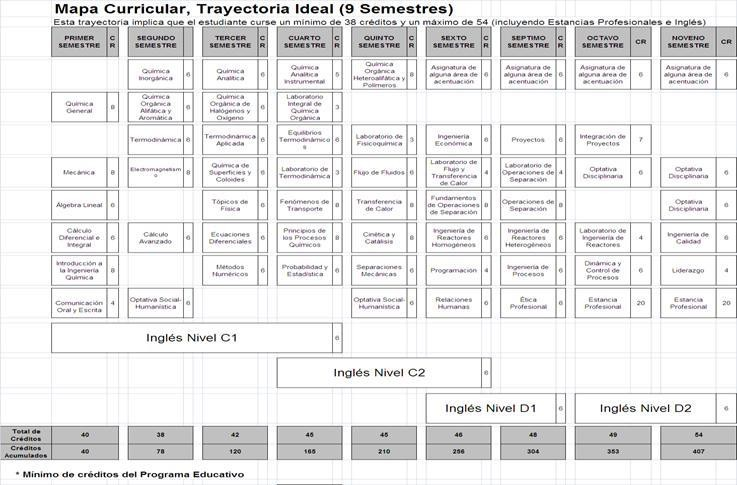 Mapa Curricular, Trayectoria Ideal (9 Semestres)
Esta trayectoria implica que el estudiante curse un mínimo de 38 créditos y un máximo de 54 (incluyendo Estancias Profesionales e Inglés)
PRIMER SEMESTRE CR SEGUNDO SEMESTRE CR TERCER SEMESTRE CR CUARTO SEMESTRE CR QUINTO SEMESTRE CR SEXTO SEMESTRE CR SEPTIMO SEMESTRE CR OCTAVO SEMESTRE CR NOVENO SEMESTRE CR
Química Inorgánica 6 Química Analítica 6 Química Analítica Instrumental 6 Química Orgánica Heteroalifática y Polímeros. 8 Asignatura de alguna área de acentuación 6 Asignatura de alguna área de acentuación 6 Asignatura de alguna área de acentuación 6 Asignatura de alguna área de acentuación 6
Química General 8 Química Orgánica Alifática y Aromática 6 Química Orgánica de Halógenos y Oxígeno 6 Laboratorio Integral de Química Orgánica 3
Termodinámica 6 Termodinámica Aplicada 6 Equilibrios Termodinámicos 6 Laboratorio de Fisicoquímica 3 Ingeniería Económica 6 Proyectos 6 Integración de Proyectos 7
Mecánica 8 Electromagnetismo 8 Química de Superficies y Coloides 6 Laboratorio de Termodinámica 3 Flujo de Fluidos 6 Laboratorio de Flujo y Transferencia de Calor 4 Laboratorio de Operaciones de Separación 4 Optativa Disciplinaria 6 Optativa Disciplinaria 6
Álgebra Lineal 6 Tópicos de Física 6 Fenómenos de Transporte 8 Transferencia de Calor 8 Fundamentos de Operaciones de Separación 8 Operaciones de Separación 8 Optativa Disciplinaria 6
Cálculo Diferencial e Integral 6 Cálculo Avanzado 6 Ecuaciones Diferenciales 6 Principios de los Procesos Químicos 8 Cinética y Catálisis 8 Ingeniería de Reactores Homogéneos 6 Ingeniería de Reactores Heterogéneos 6 Laboratorio de Ingeniería de Reactores 4 Ingeniería de Calidad 6
Introducción a la Ingeniería Química 8 Métodos Numéricos 6 Probabilidad y Estadística 6 Separaciones Mecánicas 6 Programación 4 Ingeniería de Procesos 6 Dinámica y Control de Procesos 6 Liderazgo 4
Comunicación Oral y Escrita 4 Optativa Social-Humanística 6 Optativa Social-Humanística 6 Relaciones Humanas 6 Ética Profesional 6 Estancia Profesional 20 Estancia Profesional 20
Inglés Nivel C1 6
Inglés Nivel C2 6
Inglés Nivel D1 6 Inglés Nivel D2 6
Total de Créditos 40 38 42 45 45 46 48 49 54
Créditos Acumulados 40 78 120 165 210 256 304 353 407
* Mínimo de créditos del Programa Educativo